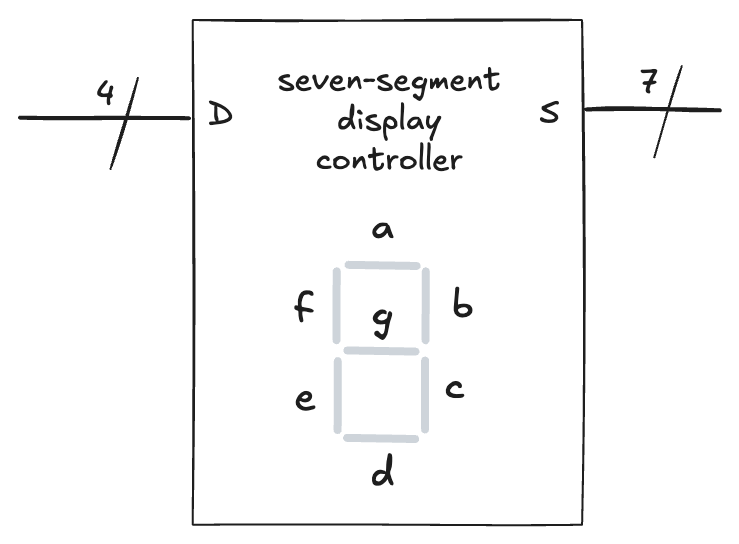 4
7
D
seven-segment
display
controller
S
a
f
g
b
e
c
d